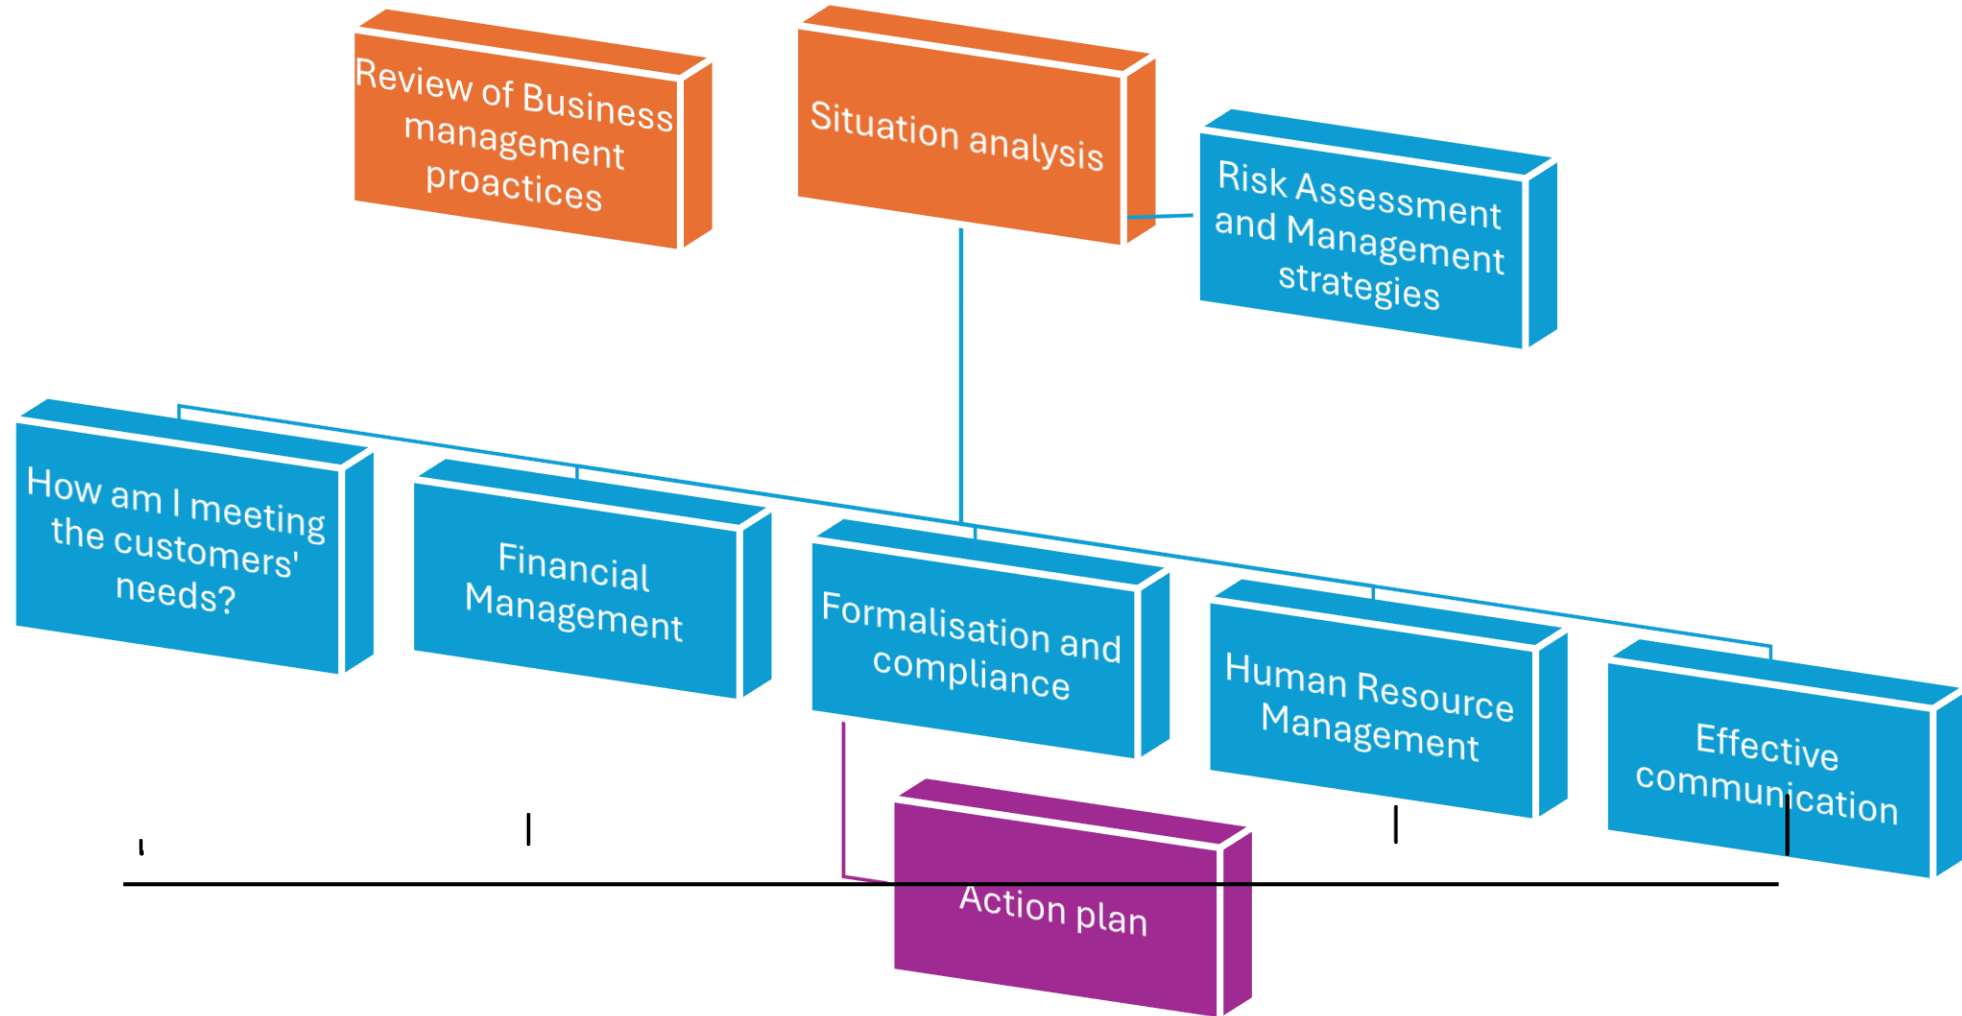 Review of Business
management
proactices
Situation analysis
Risk Assessment
and Management
strategies
How am I meeting
the customers'
needs?
Financial
Management
Formalisation and
compliance
Human Resource
Management
Effective
communication
Action plan